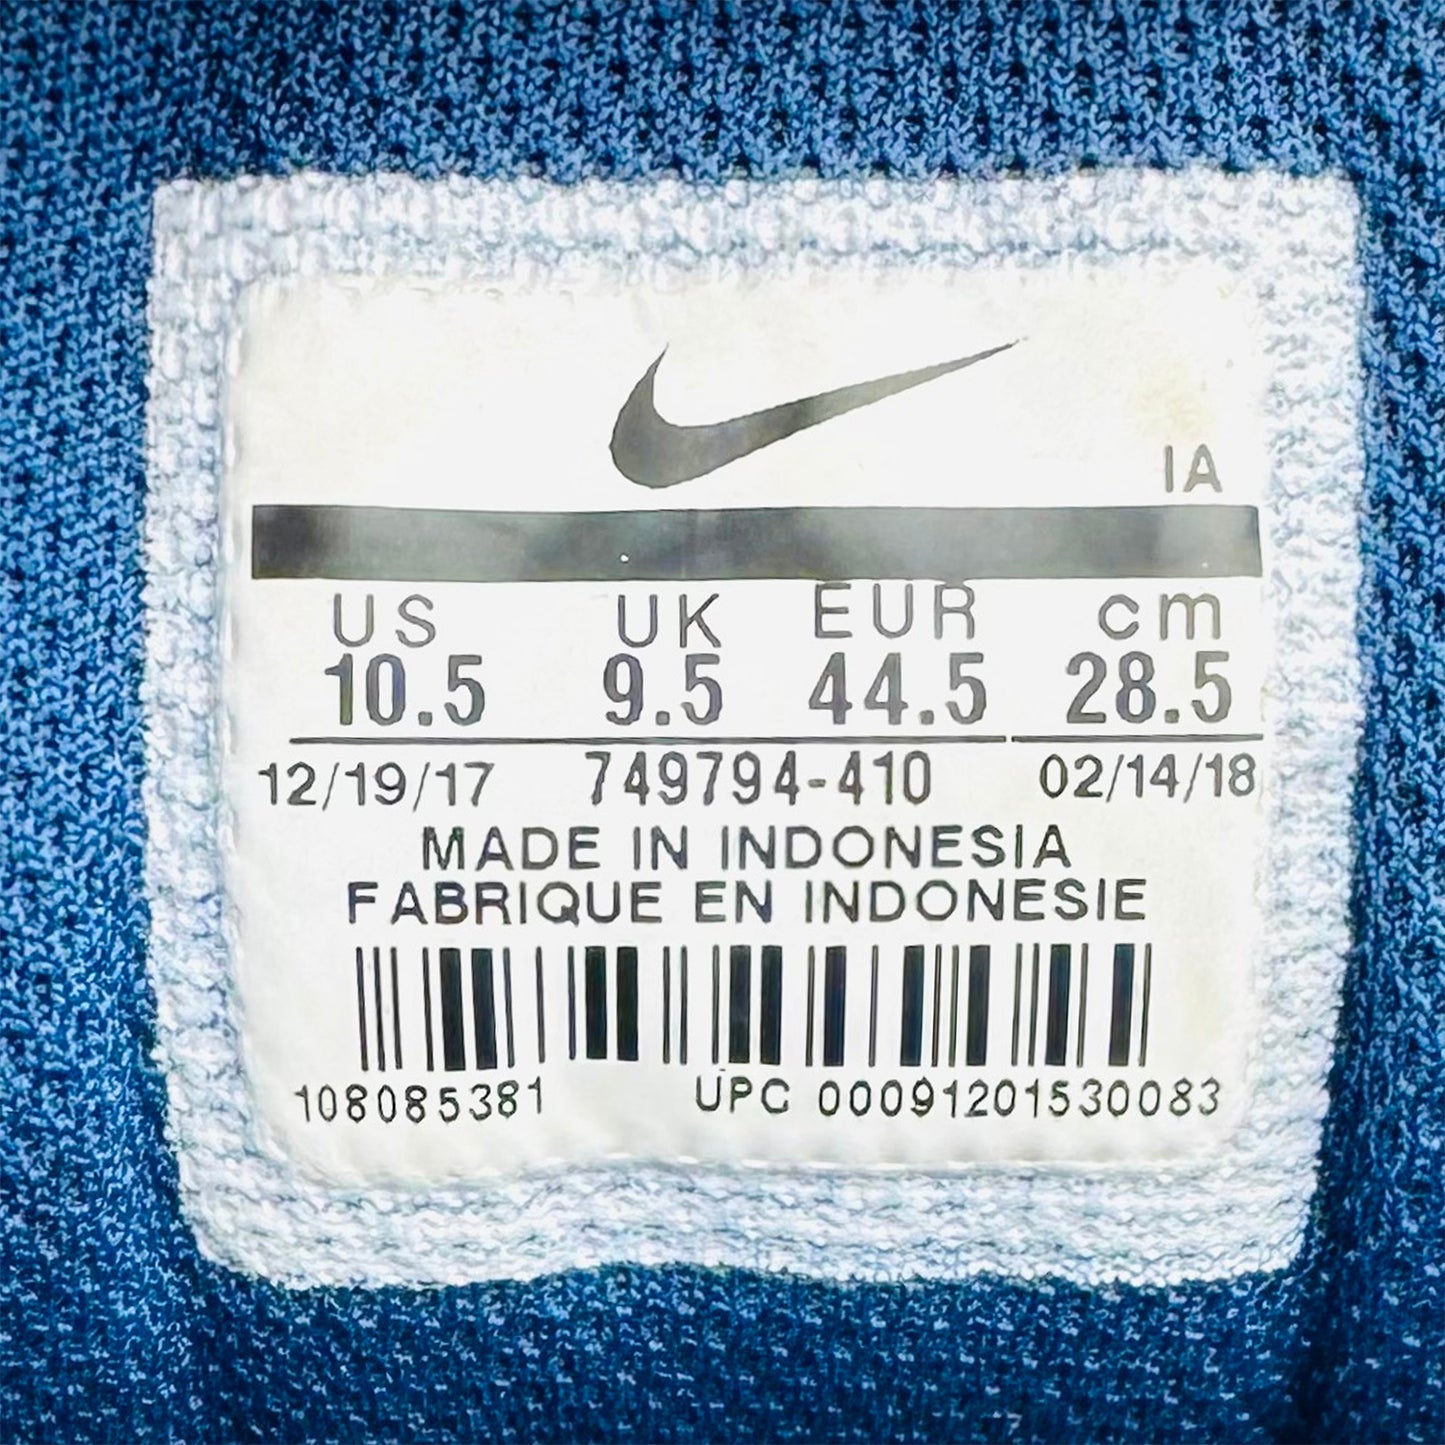 IA
US UK EUR cm
10.5 9.5 44.5 28.5
12/19/17 749794-410 02/14/18
MADE IN INDONESIA
FABRIQUE EN INDONESIE
108085381 UPC 00091201530083